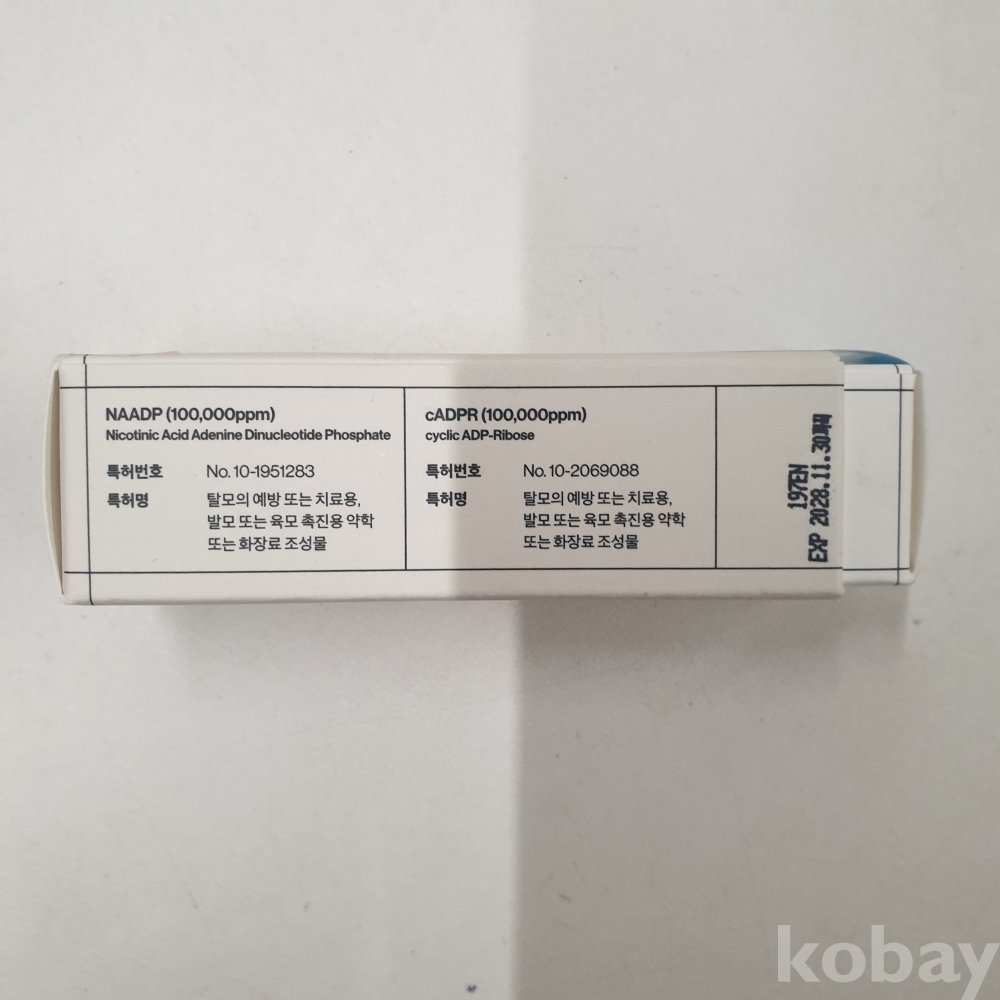 NAADP (100,000ppm)
Nicotinic Acid Adenine Dinucleotide Phosphate
특허번호 No. 10-1951283
특허명 탈모의 예방 또는 치료용,
발모 또는 육모 촉진용 약학
또는 화장료 조성물
cADPR (100,000ppm)
cyclic ADP-Ribose
특허번호 No. 10-2069088
특허명 탈모의 예방 또는 치료용,
발모 또는 육모 촉진용 약학
또는 화장료 조성물
197EN
EXP 2028.11.30까지
kobay